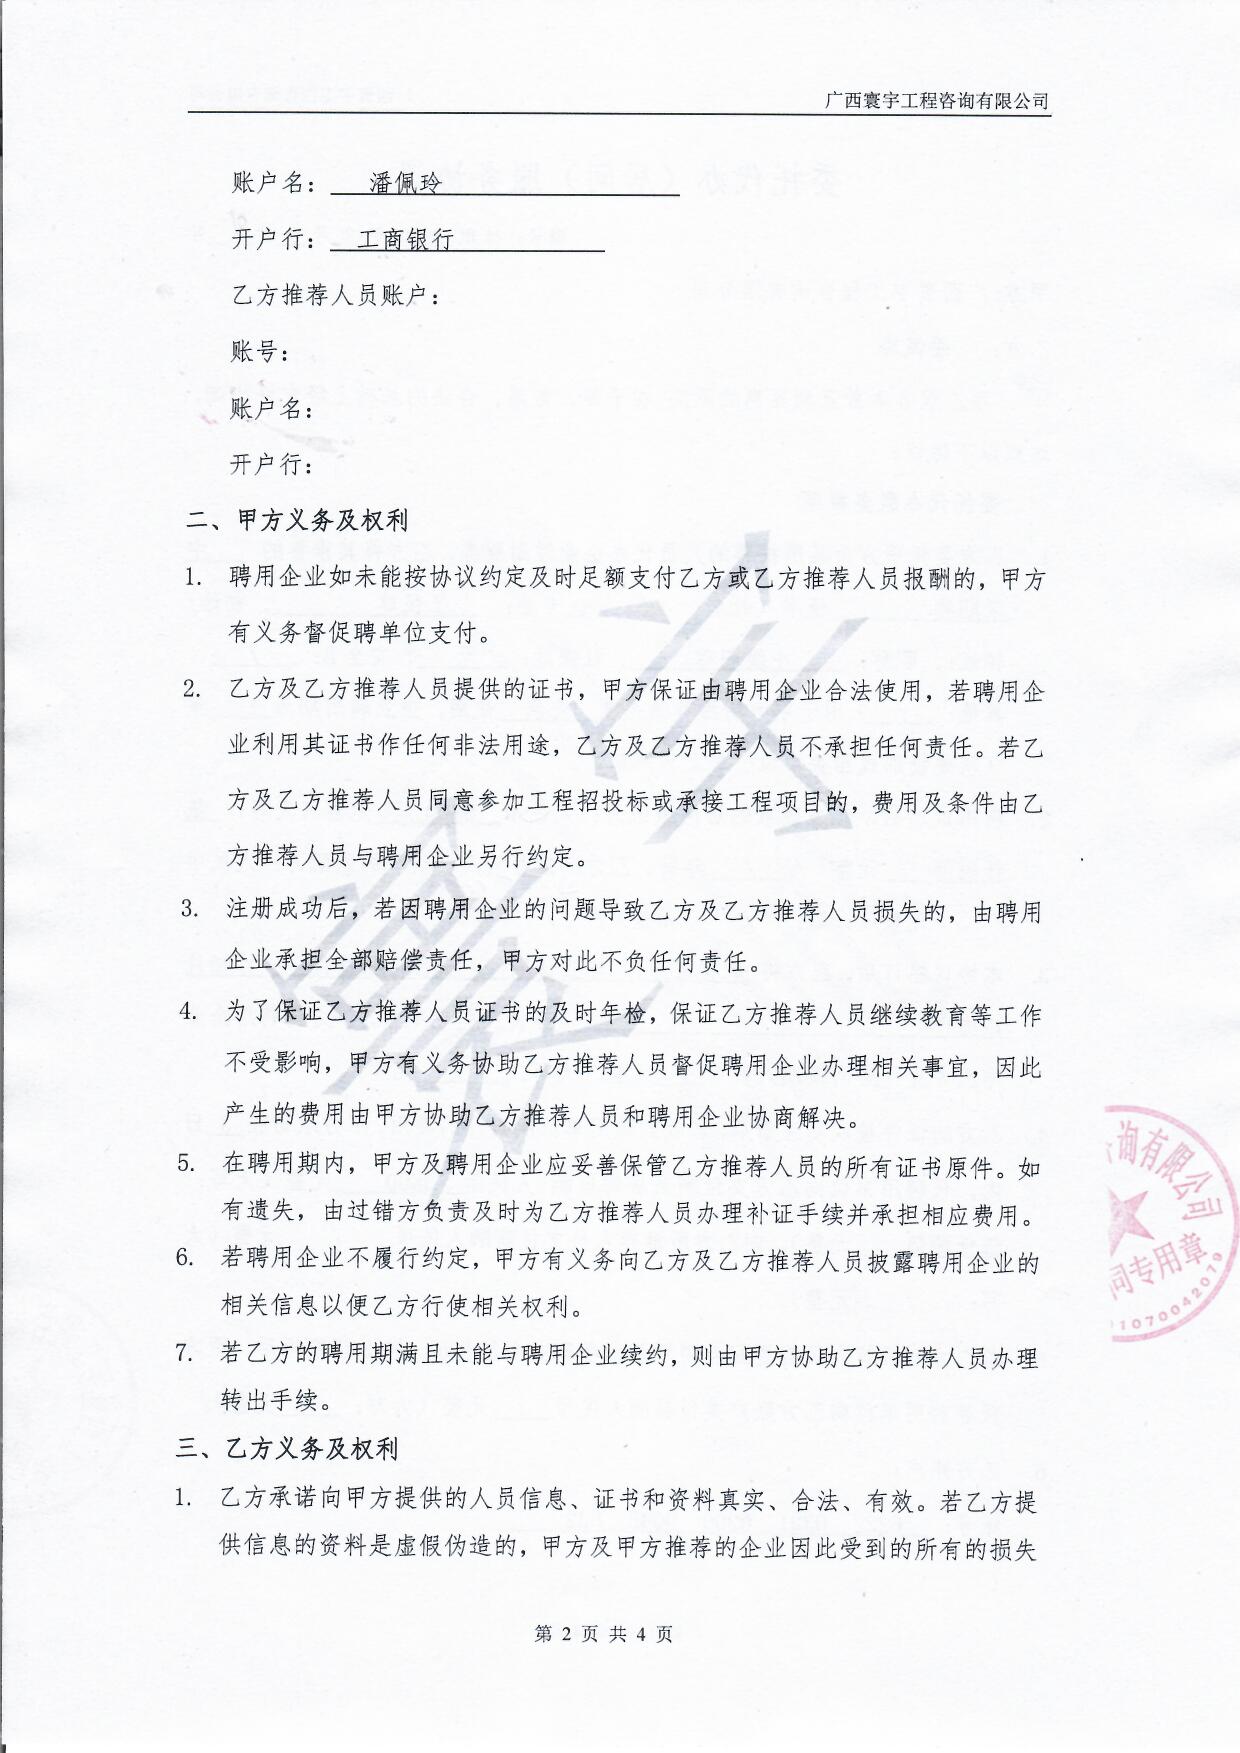 广西寰宇工程咨询有限公司
账户名： 潘佩玲
开户行： 工商银行
乙方推荐人员账户：
账号：
账户名：
开户行：
二、甲方义务及权利
1. 聘用企业如未能按协议约定及时足额支付乙方或乙方推荐人员报酬的，甲方
有义务督促聘单位支付。
2. 乙方及乙方推荐人员提供的证书，甲方保证由聘用企业合法使用，若聘用企
业利用其证书作任何非法用途，乙方及乙方推荐人员不承担任何责任。若乙
方及乙方推荐人员同意参加工程招投标或承接工程项目的，费用及条件由乙
方推荐人员与聘用企业另行约定。
3. 注册成功后，若因聘用企业的问题导致乙方及乙方推荐人员损失的，由聘用
企业承担全部赔偿责任，甲方对此不负任何责任。
4. 为了保证乙方推荐人员证书的及时年检，保证乙方推荐人员继续教育等工作
不受影响，甲方有义务协助乙方推荐人员督促聘用企业办理相关事宜，因此
产生的费用由甲方协助乙方推荐人员和聘用企业协商解决。
5. 在聘用期内，甲方及聘用企业应妥善保管乙方推荐人员的所有证书原件。如
有遗失，由过错方负责及时为乙方推荐人员办理补证手续并承担相应费用。
6. 若聘用企业不履行约定，甲方有义务向乙方及乙方推荐人员披露聘用企业的
相关信息以便乙方行使相关权利。
7. 若乙方的聘用期满且未能与聘用企业续约，则由甲方协助乙方推荐人员办理
转出手续。
三、乙方义务及权利
1. 乙方承诺向甲方提供的人员信息、证书和资料真实、合法、有效。若乙方提
供信息的资料是虚假伪造的，甲方及甲方推荐的企业因此受到的所有的损失
第 2 页 共 4 页
寰宇
询有限公司
同专用章
1070042079